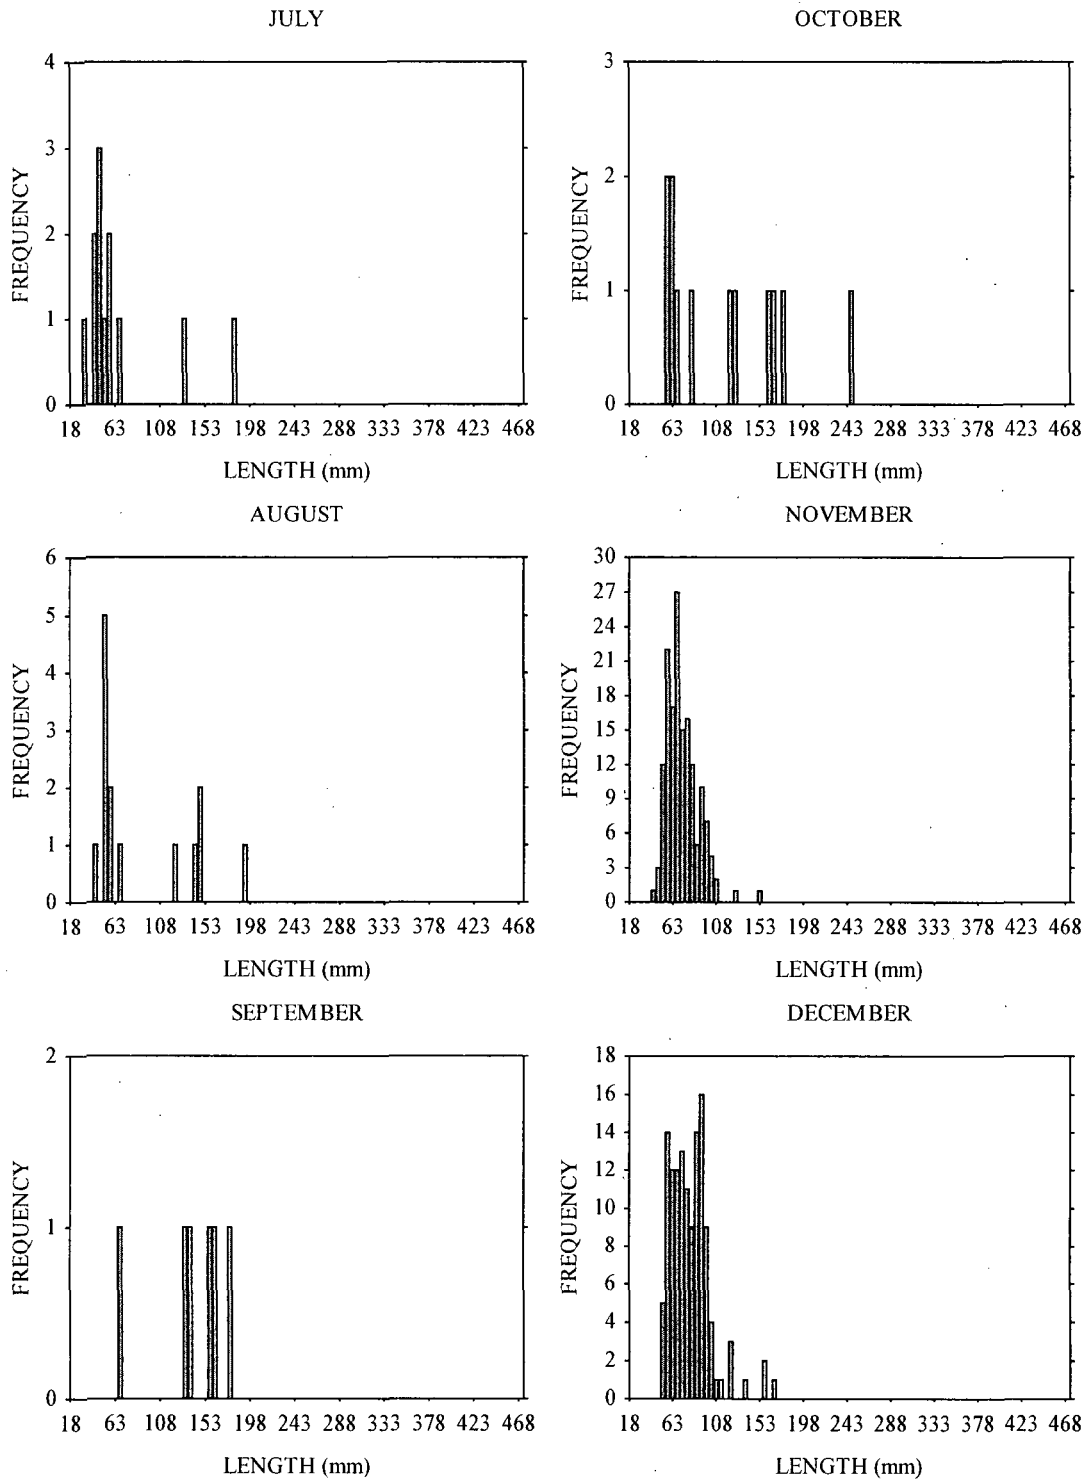 JULY
4
3
2
1
0
FREQUENCY
18 63 108 153 198 243 288 333 378 423 468
LENGTH (mm)
OCTOBER
3
2
1
0
FREQUENCY
18 63 108 153 198 243 288 333 378 423 468
LENGTH (mm)
AUGUST
6
5
4
3
2
1
0
FREQUENCY
18 63 108 153 198 243 288 333 378 423 468
LENGTH (mm)
NOVEMBER
30
27
24
21
18
15
12
9
6
3
0
FREQUENCY
18 63 108 153 198 243 288 333 378 423 468
LENGTH (mm)
SEPTEMBER
2
1
0
FREQUENCY
18 63 108 153 198 243 288 333 378 423 468
LENGTH (mm)
DECEMBER
18
16
14
12
10
8
6
4
2
0
FREQUENCY
18 63 108 153 198 243 288 333 378 423 468
LENGTH (mm)